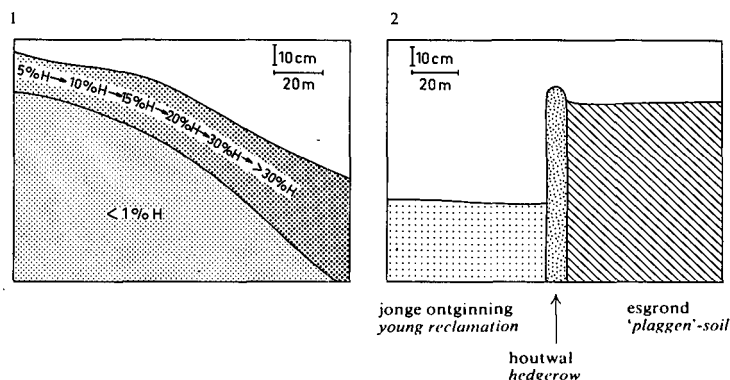 1
10cm
20m
5%H→10%H→15%H→20%H→30%H→>30%H
<1%H
2
10cm
20m
jonge ontginning
young reclamation
esgrond
'plaggen'-soil
houtwal
hedgerow